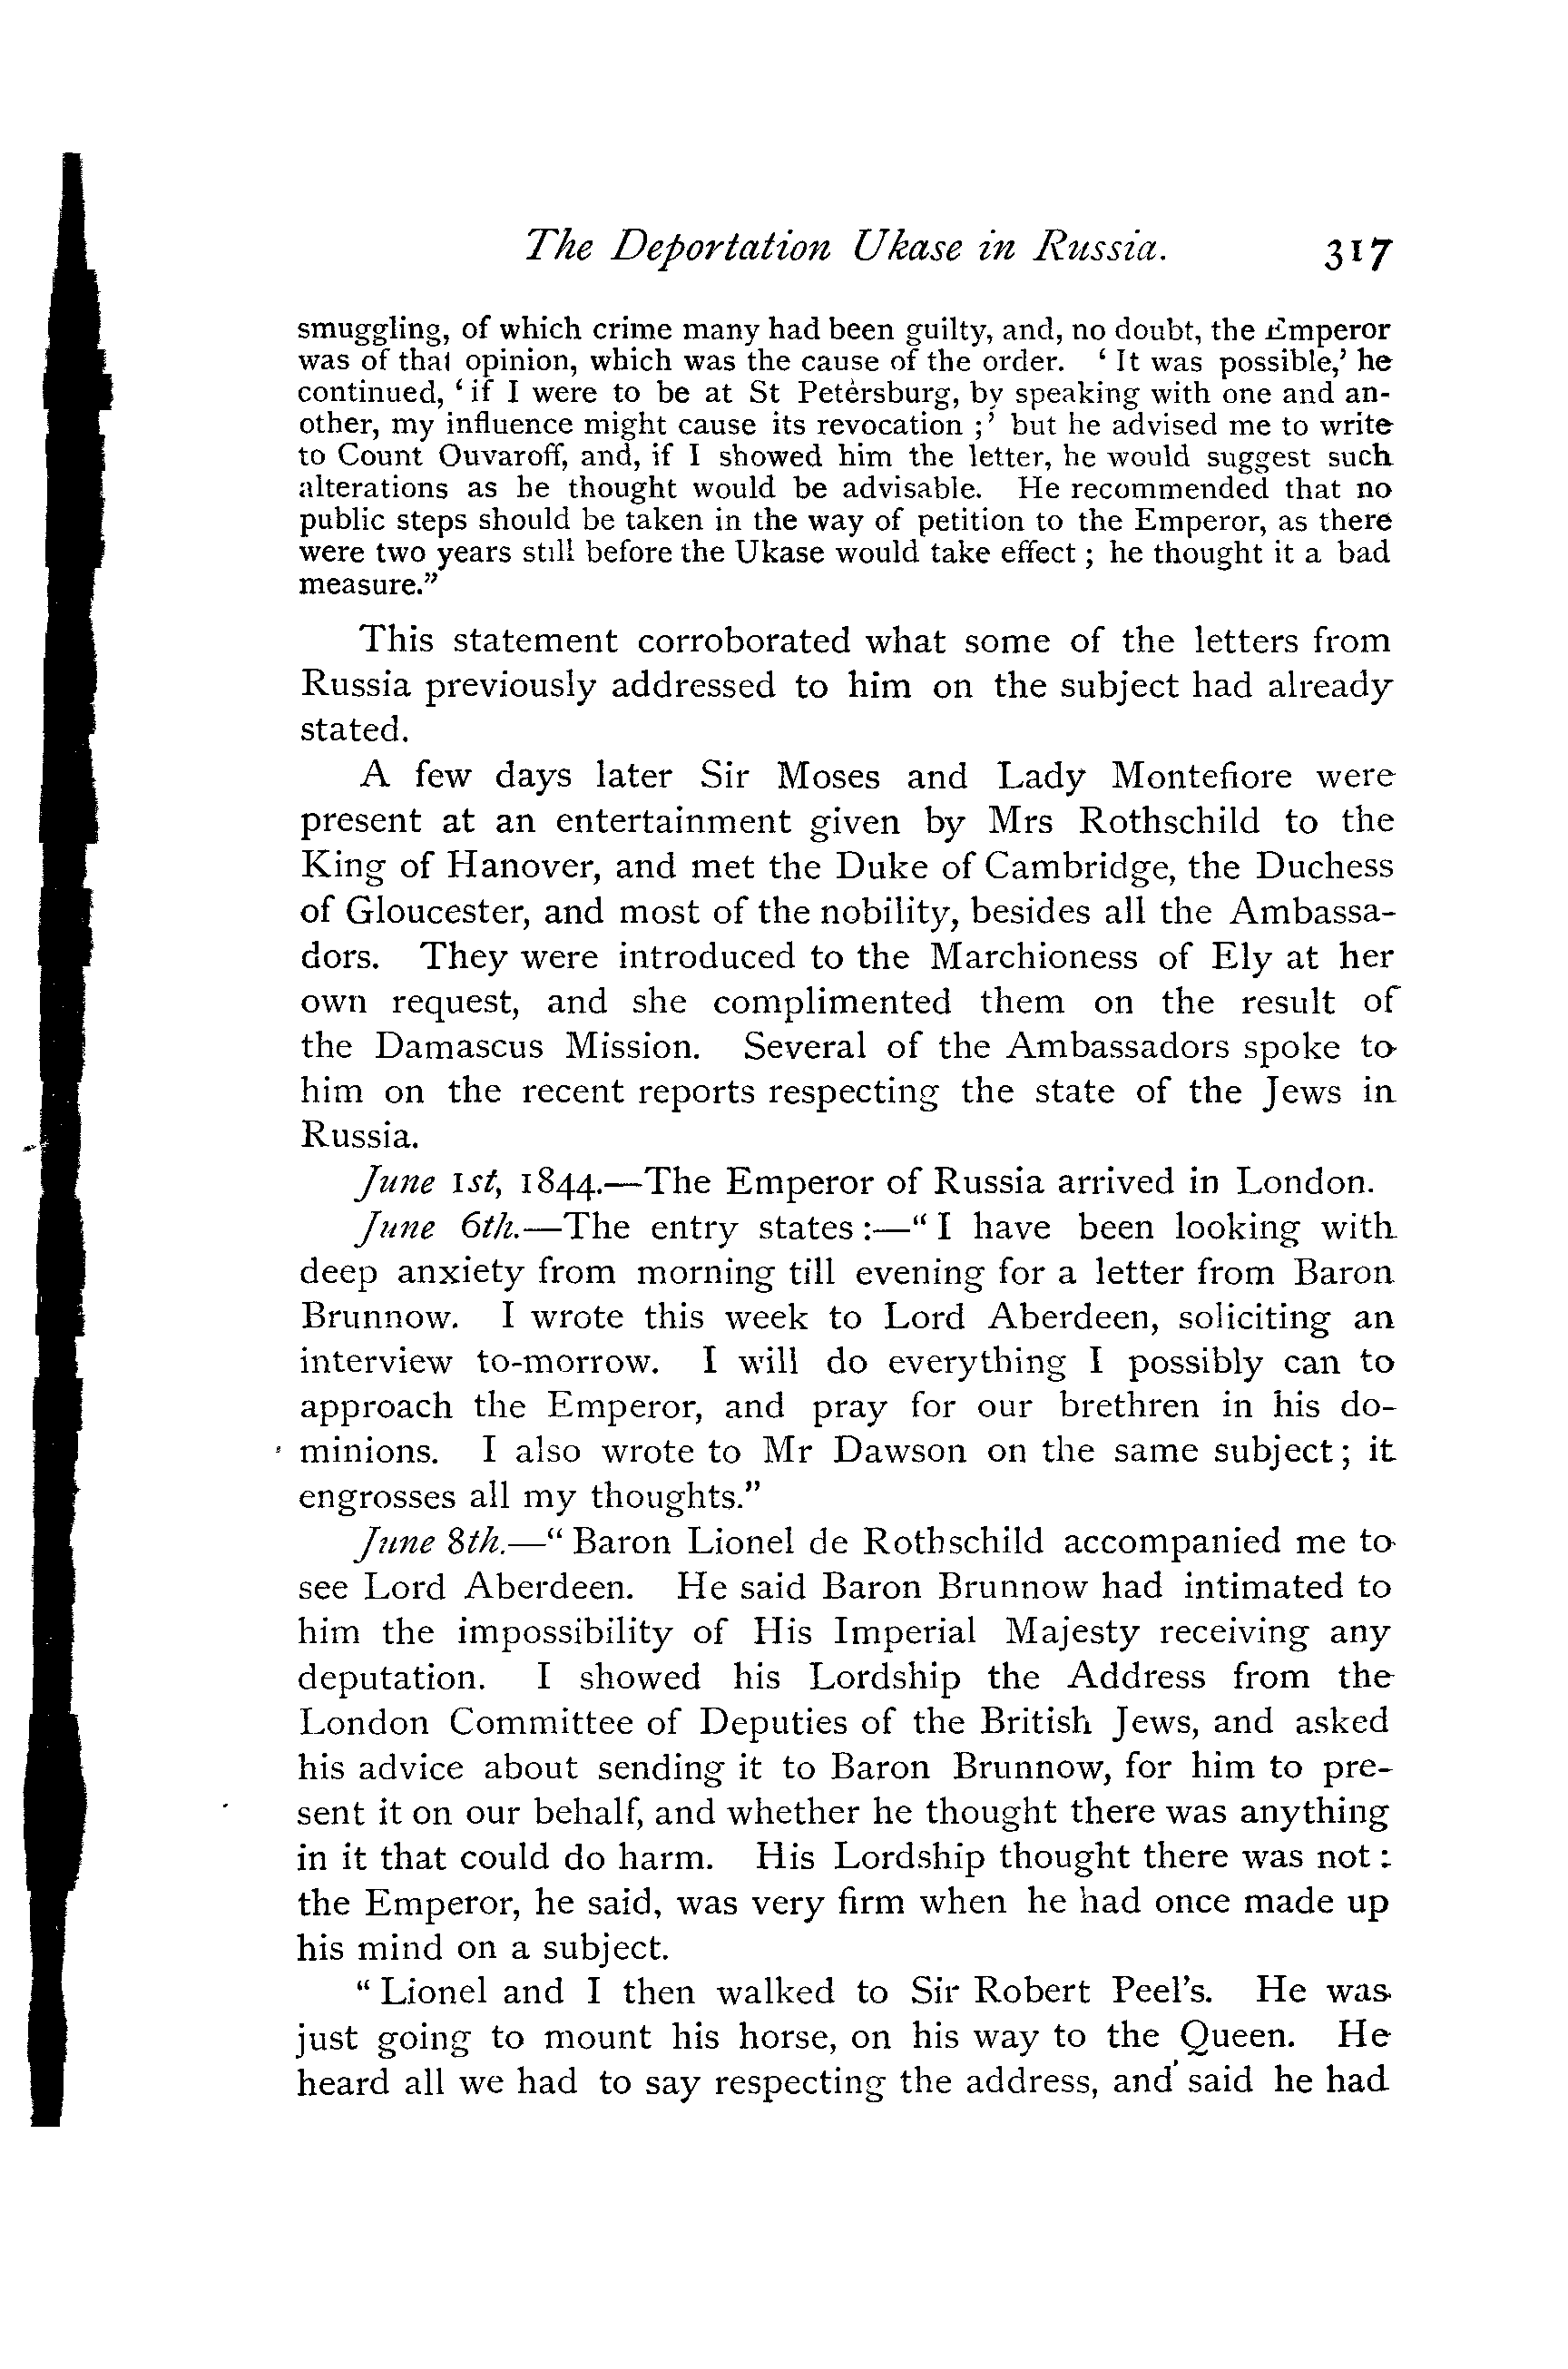 The Deportation Ukase in Russia. 317
smuggling, of which crime many had been guilty, and, no doubt, the Emperor
was of that opinion, which was the cause of the order. ‘ It was possible,’ he
continued, ‘ if I were to be at St Petersburg, by speaking with one and an-
other, my influence might cause its revocation ;’ but he advised me to write
to Count Ouvaroff, and, if I showed him the letter, he would suggest such
alterations as he thought would be advisable. He recommended that no
public steps should be taken in the way of petition to the Emperor, as there
were two years still before the Ukase would take effect ; he thought it a bad
measure.”
This statement corroborated what some of the letters from
Russia previously addressed to him on the subject had already
stated.
A few days later Sir Moses and Lady Montefiore were
present at an entertainment given by Mrs Rothschild to the
King of Hanover, and met the Duke of Cambridge, the Duchess
of Gloucester, and most of the nobility, besides all the Ambassa-
dors. They were introduced to the Marchioness of Ely at her
own request, and she complimented them on the result of
the Damascus Mission. Several of the Ambassadors spoke to
him on the recent reports respecting the state of the Jews in
Russia.
June 1st, 1844.—The Emperor of Russia arrived in London.
June 6th.—The entry states :—“ I have been looking with
deep anxiety from morning till evening for a letter from Baron
Brunnow. I wrote this week to Lord Aberdeen, soliciting an
interview to-morrow. I will do everything I possibly can to
approach the Emperor, and pray for our brethren in his do-
minions. I also wrote to Mr Dawson on the same subject ; it
engrosses all my thoughts.”
June 8th.—“ Baron Lionel de Rothschild accompanied me to
see Lord Aberdeen. He said Baron Brunnow had intimated to
him the impossibility of His Imperial Majesty receiving any
deputation. I showed his Lordship the Address from the
London Committee of Deputies of the British Jews, and asked
his advice about sending it to Baron Brunnow, for him to pre-
sent it on our behalf, and whether he thought there was anything
in it that could do harm. His Lordship thought there was not :
the Emperor, he said, was very firm when he had once made up
his mind on a subject.
“ Lionel and I then walked to Sir Robert Peel’s. He was
just going to mount his horse, on his way to the Queen. He
heard all we had to say respecting the address, and said he had